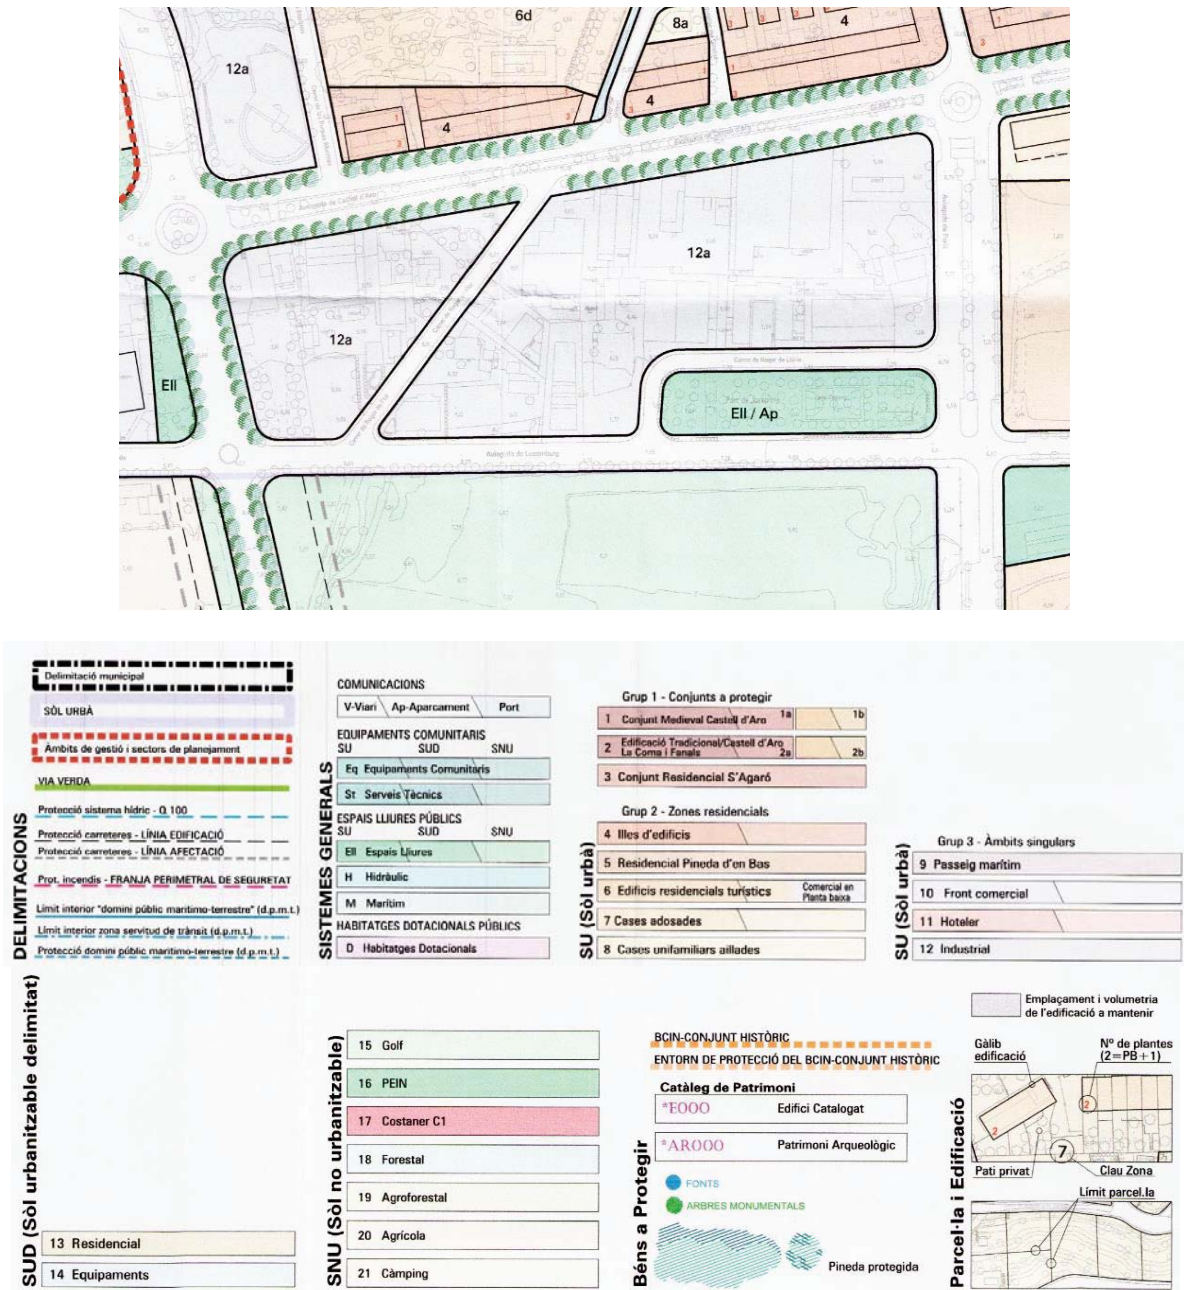 6d
8a
4
12a
4
4
Avinguda de Castell d'Aro
12a
12a
Ell
Ell / Ap
Avinguda de Luxemburg
DELIMITACIONS
Delimitació municipal
SÒL URBÀ
Àmbits de gestió i sectors de planejament
VIA VERDA
Protecció sistema hídric - Q 100
Protecció carreteres - LÍNIA EDIFICACIÓ
Protecció carreteres - LÍNIA AFECTACIÓ
Prot. incendis - FRANJA PERIMETRAL DE SEGURETAT
Límit interior "domini públic marítimo-terrestre" (d.p.m.t.)
Límit interior zona servitud de trànsit (d.p.m.t.)
Protecció domini públic marítimo-terrestre (d.p.m.t.)
SISTEMES GENERALS
COMUNICACIONS
V-Viari Ap-Aparcament Port
EQUIPAMENTS COMUNITARIS
SU SUD SNU
Eq Equipaments Comunitaris
St Serveis Tècnics
ESPAIS LLIURES PÚBLICS
SU SUD SNU
Ell Espais Lliures
H Hidràulic
M Marítim
HABITATGES DOTACIONALS PÚBLICS
D Habitatges Dotacionals
SU (Sòl urbà)
Grup 1 - Conjunts a protegir
1 Conjunt Medieval Castell d'Aro 1a 1b
2 Edificació Tradicional/Castell d'Aro
La Coma i Fanals 2a 2b
3 Conjunt Residencial S'Agaró
Grup 2 - Zones residencials
4 Illes d'edificis
5 Residencial Pineda d'en Bas
6 Edificis residencials turístics Comercial en
Planta baixa
7 Cases adosades
8 Cases unifamiliars aillades
SU (Sòl urbà)
Grup 3 - Àmbits singulars
9 Passeig marítim
10 Front comercial
11 Hoteler
12 Industrial
SUD (Sòl urbanitzable delimitat)
13 Residencial
14 Equipaments
SNU (Sòl no urbanitzable)
15 Golf
16 PEIN
17 Costaner C1
18 Forestal
19 Agroforestal
20 Agrícola
21 Càmping
Béns a Protegir
BCIN-CONJUNT HISTÒRIC
ENTORN DE PROTECCIÓ DEL BCIN-CONJUNT HISTÒRIC
Catàleg de Patrimoni
*E000 Edifici Catalogat
*AR000 Patrimoni Arqueològic
FONTS
ARBRES MONUMENTALS
Pineda protegida
Parcel·la i Edificació
Emplaçament i volumetria
de l'edificació a mantenir
Gàlib
edificació
Nº de plantes
(2=PB+1)
2
2
7
Pati privat
Clau Zona
Límit parcel.la